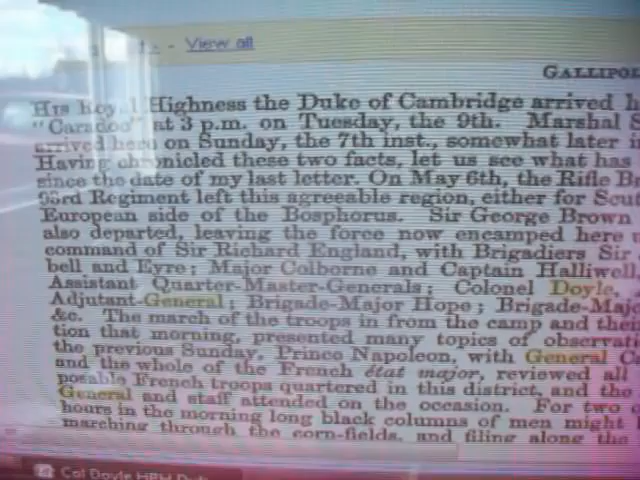 View all
GALLIPOL
HIS Royal Highness the Duke of Cambridge arrived
"Caradoc" at 3 p.m. on Tuesday, the 9th. Marshal S
arrived here on Sunday, the 7th inst., somewhat later i
Having chronicled these two facts, let us see what has
since the date of my last letter. On May 6th, the Rifle Br
93rd Regiment left this agreeable region, either for Scut
European side of the Bosphorus. Sir George Brown
also departed, leaving the force now encamped here u
command of Sir Richard England, with Brigadiers Sir
bell and Eyre; Major Colborne and Captain Halliwell
Assistant Quarter-Master-Generals; Colonel Doyle,
Adjutant-General; Brigade-Major Hope; Brigade-Majo
&c. The march of the troops in from the camp and thei
tion that morning, presented many topics of observati
the previous Sunday. Prince Napoleon, with General C
and the whole of the French état major, reviewed all
posable French troops quartered in this district, and the
General and staff attended on the occasion. For two
hours in the morning long black columns of men might
marching through the corn-fields, and filing along the
Col Doyle HRH Duk